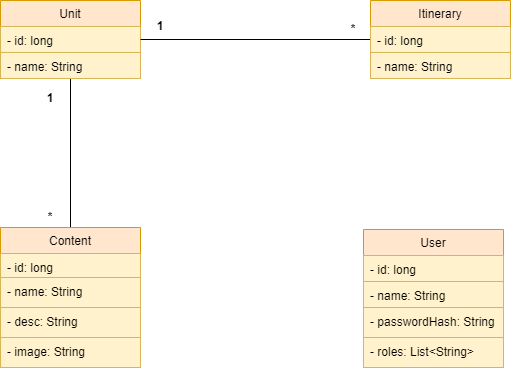 Unit
- id: long
- name: String
1
*
Itinerary
- id: long
- name: String
1
*
Content
- id: long
- name: String
- desc: String
- image: String
User
- id: long
- name: String
- passwordHash: String
- roles: List<String>